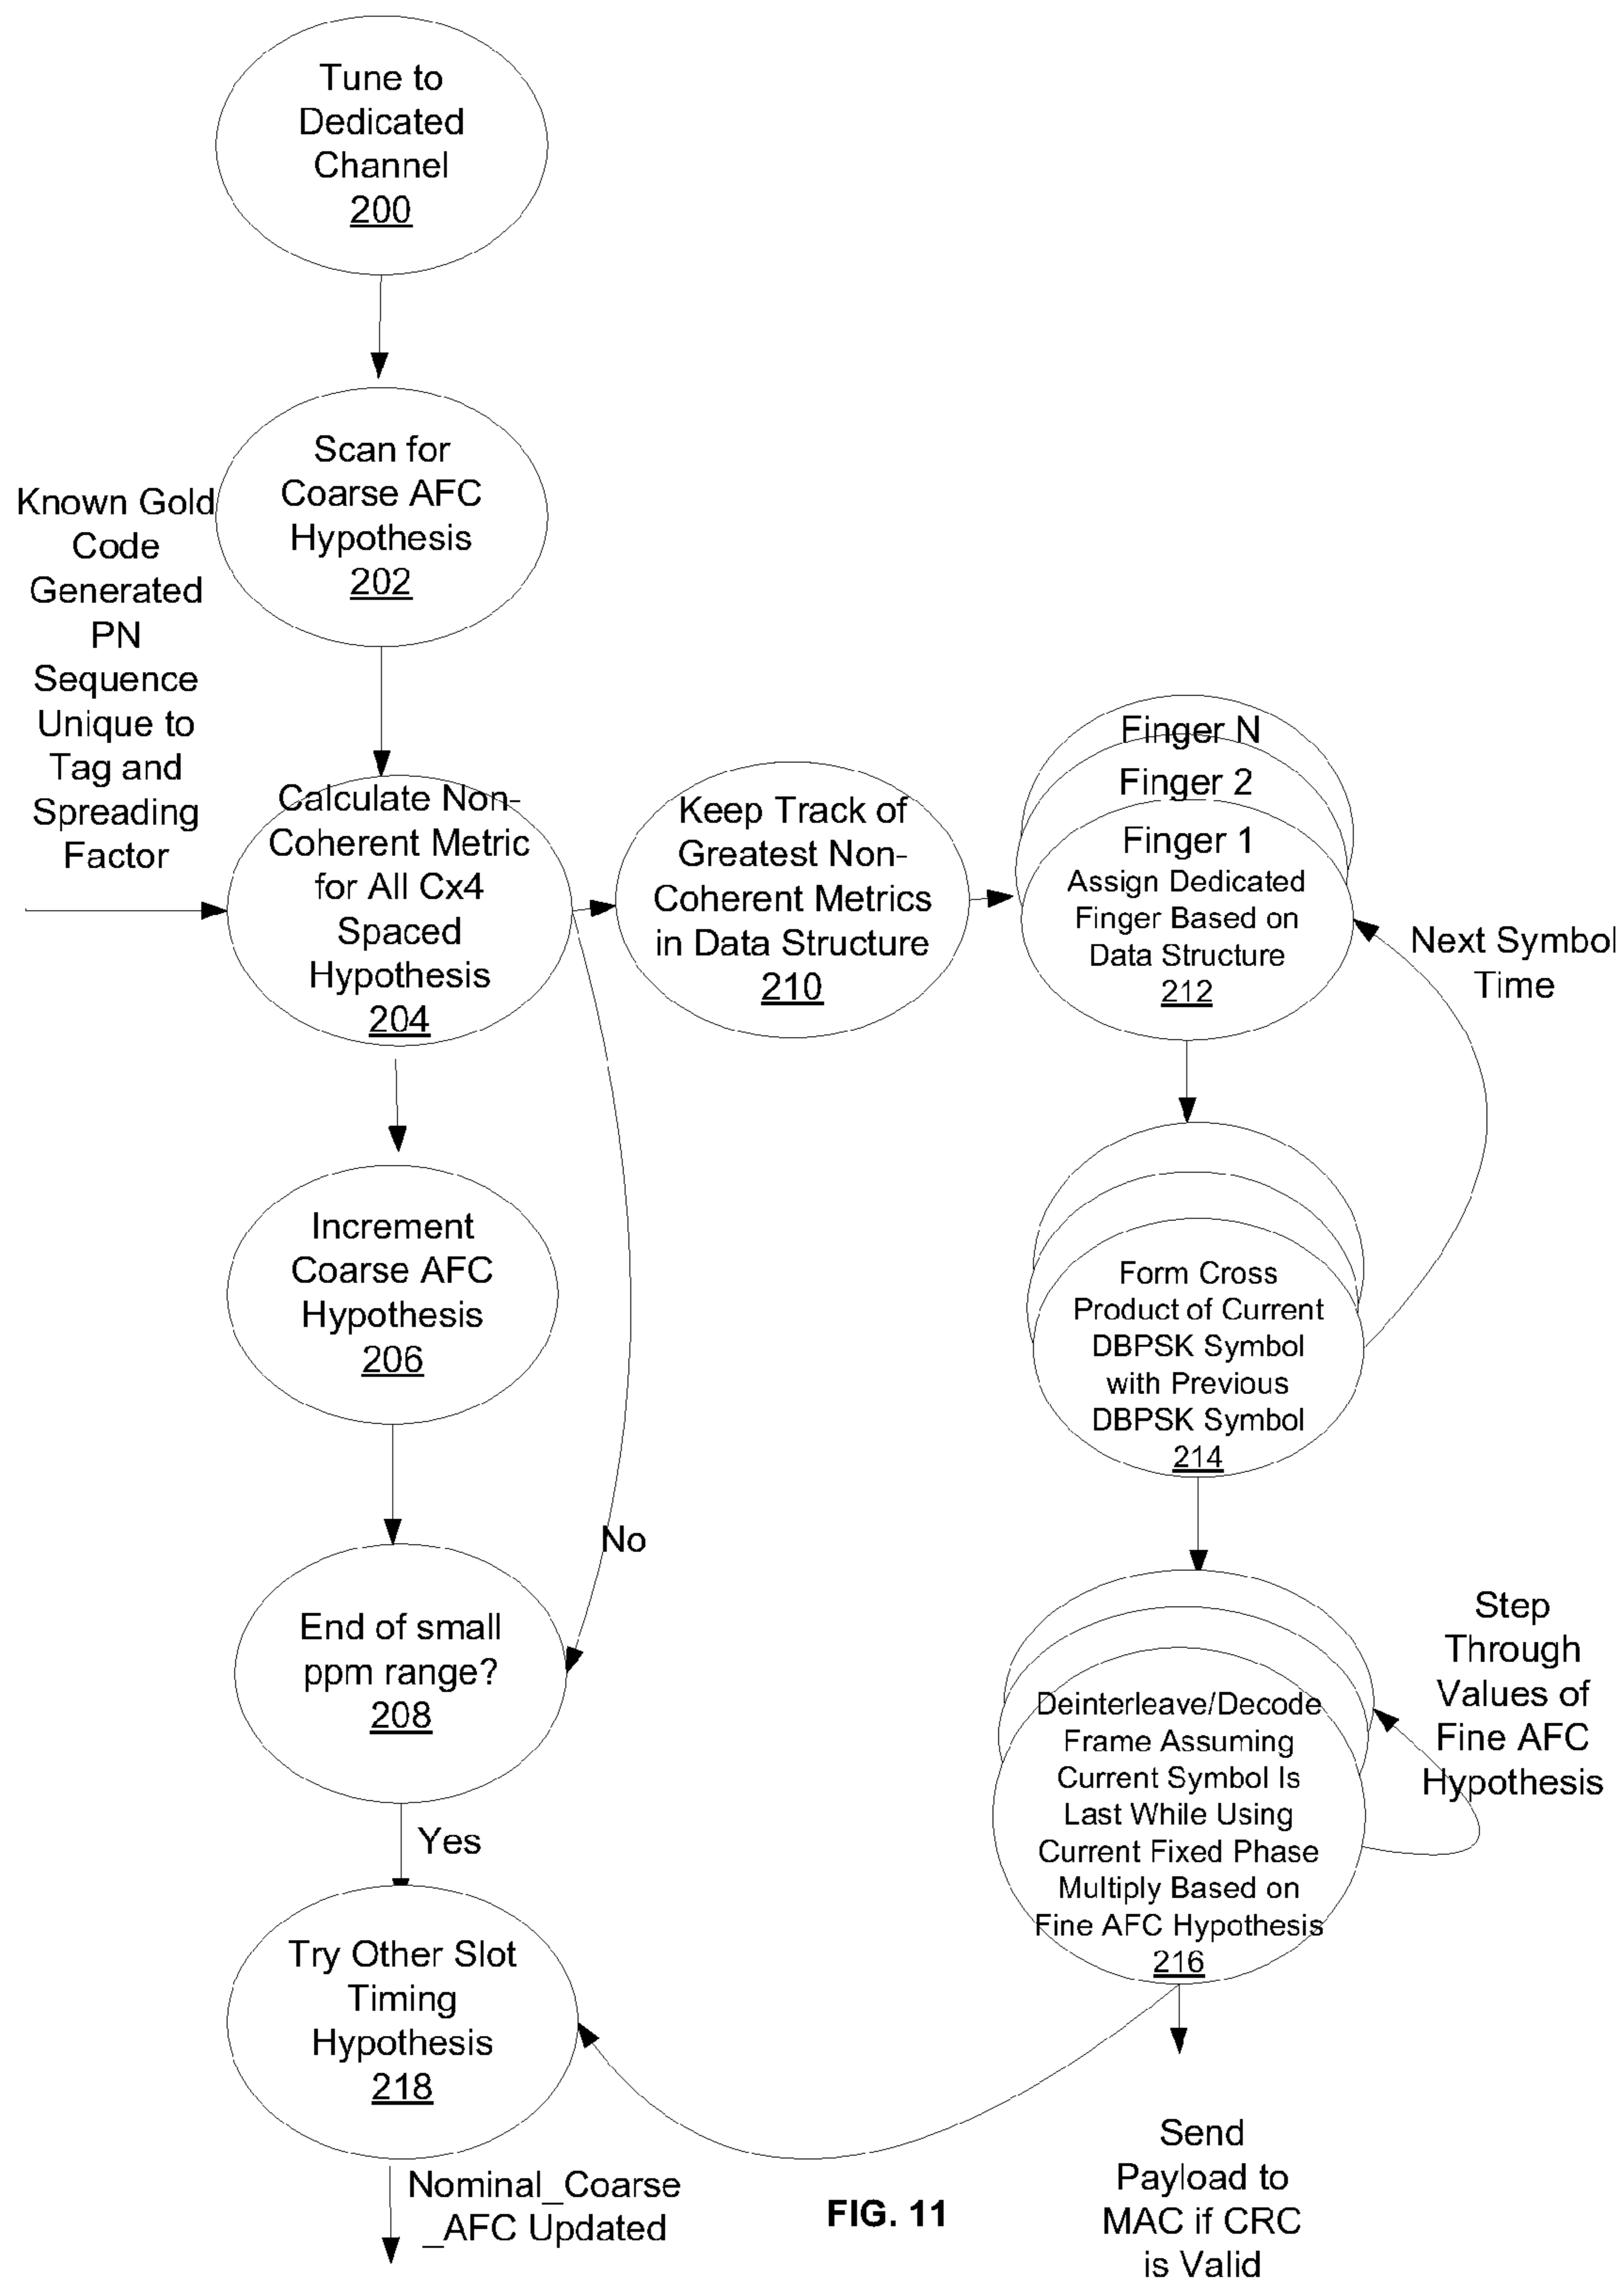 Tune to
Dedicated
Channel
200
Scan for
Coarse AFC
Hypothesis
202
Known Gold
Code
Generated
PN
Sequence
Unique to
Tag and
Spreading
Factor
Calculate Non-
Coherent Metric
for All Cx4
Spaced
Hypothesis
204
Keep Track of
Greatest Non-
Coherent Metrics
in Data Structure
210
Finger N
Finger 2
Finger 1
Assign Dedicated
Finger Based on
Data Structure
212
Next Symbol
Time
Increment
Coarse AFC
Hypothesis
206
Form Cross
Product of Current
DBPSK Symbol
with Previous
DBPSK Symbol
214
No
End of small
ppm range?
208
Yes
Deinterleave/Decode
Frame Assuming
Current Symbol Is
Last While Using
Current Fixed Phase
Multiply Based on
Fine AFC Hypothesis
216
Step
Through
Values of
Fine AFC
Hypothesis
Try Other Slot
Timing
Hypothesis
218
Nominal_Coarse
_AFC Updated
FIG. 11
Send
Payload to
MAC if CRC
is Valid